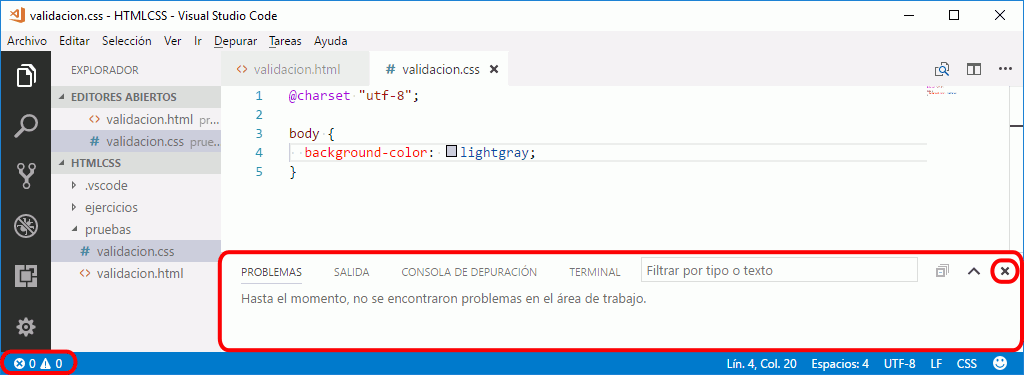 validacion.css - HTMLCSS - Visual Studio Code
Archivo Editar Selección Ver Ir Depurar Tareas Ayuda
EXPLORADOR
EDITORES ABIERTOS
<> validacion.html pr...
# validacion.css prue...
HTMLCSS
.vscode
ejercicios
pruebas
# validacion.css
<> validacion.html
<> validacion.html # validacion.css
1 @charset "utf-8";
2
3 body {
4 background-color: lightgray;
5 }
PROBLEMAS SALIDA CONSOLA DE DEPURACIÓN TERMINAL Filtrar por tipo o texto
Hasta el momento, no se encontraron problemas en el área de trabajo.
0 0 Lín. 4, Col. 20 Espacios: 4 UTF-8 LF CSS